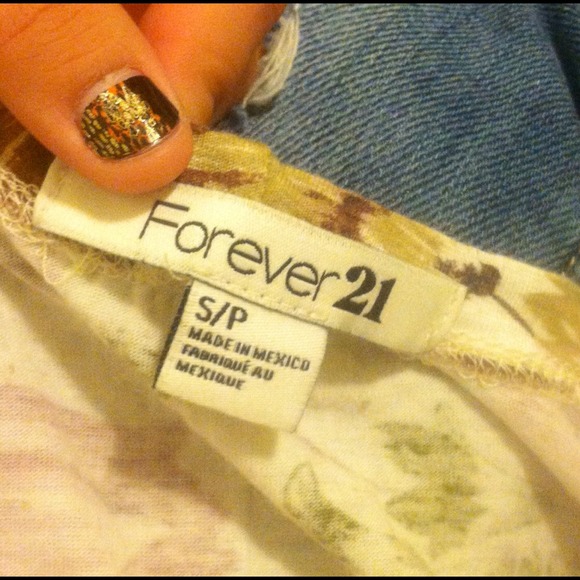 Forever21
S/P
MADE IN MEXICO
FABRIQUÉ AU
MEXIQUE